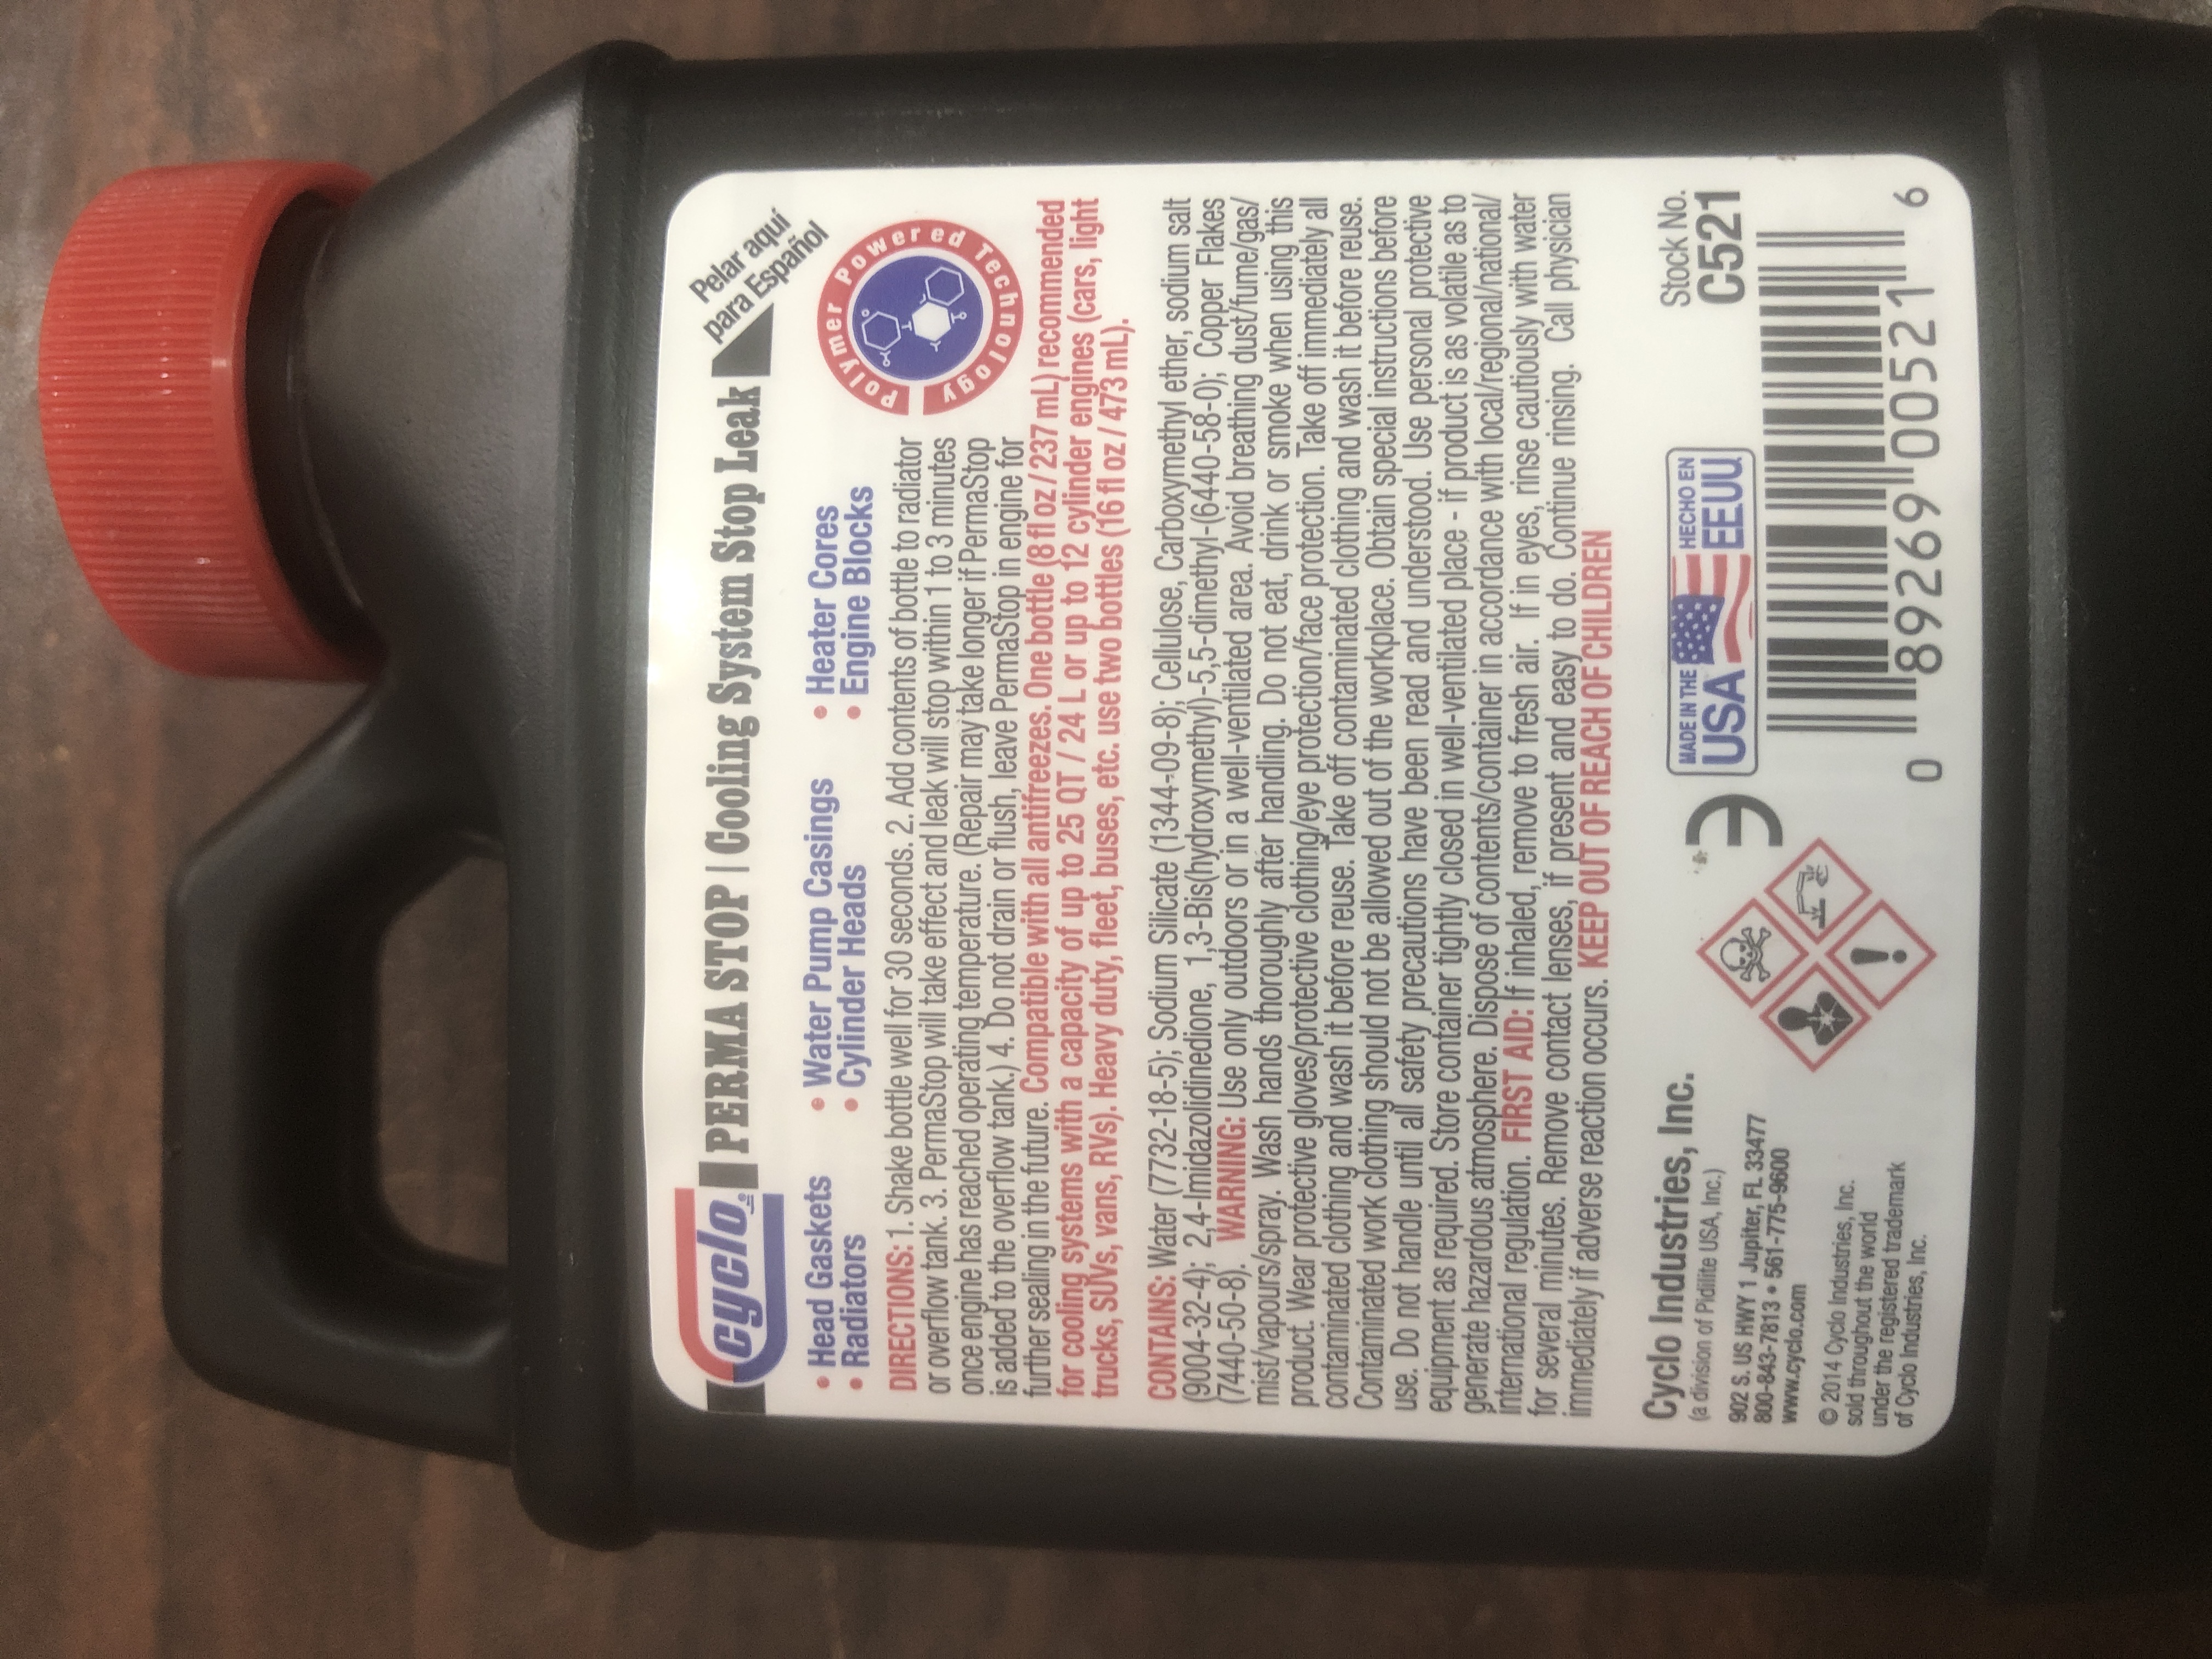 Pelar aquí
para Español
Cyclo® PERMA STOP | Cooling System Stop Leak
• Head Gaskets • Water Pump Casings • Heater Cores
• Radiators • Cylinder Heads • Engine Blocks
Polymer Powered Technology
DIRECTIONS: 1. Shake bottle well for 30 seconds. 2. Add contents of bottle to radiator
or overflow tank. 3. PermaStop will take effect and leak will stop within 1 to 3 minutes
once engine has reached operating temperature. (Repair may take longer if PermaStop
is added to the overflow tank.) 4. Do not drain or flush, leave PermaStop in engine for
further sealing in the future. Compatible with all antifreezes. One bottle (8 fl oz / 237 mL) recommended
for cooling systems with a capacity of up to 25 QT / 24 L or up to 12 cylinder engines (cars, light
trucks, SUVs, vans, RVs). Heavy duty, fleet, buses, etc. use two bottles (16 fl oz / 473 mL).
CONTAINS: Water (7732-18-5); Sodium Silicate (1344-09-8); Cellulose, Carboxymethyl ether, sodium salt
(9004-32-4); 2,4-Imidazolidinedione, 1,3-Bis(hydroxymethyl)-5,5-dimethyl-(6440-58-0); Copper Flakes
(7440-50-8). WARNING: Use only outdoors or in a well-ventilated area. Avoid breathing dust/fume/gas/
mist/vapours/spray. Wash hands thoroughly after handling. Do not eat, drink or smoke when using this
product. Wear protective gloves/protective clothing/eye protection/face protection. Take off immediately all
contaminated clothing and wash it before reuse. Take off contaminated clothing and wash it before reuse.
Contaminated work clothing should not be allowed out of the workplace. Obtain special instructions before
use. Do not handle until all safety precautions have been read and understood. Use personal protective
equipment as required. Store container tightly closed in well-ventilated place - if product is as volatile as to
generate hazardous atmosphere. Dispose of contents/container in accordance with local/regional/national/
international regulation. FIRST AID: If inhaled, remove to fresh air. If in eyes, rinse cautiously with water
for several minutes. Remove contact lenses, if present and easy to do. Continue rinsing. Call physician
immediately if adverse reaction occurs. KEEP OUT OF REACH OF CHILDREN
Cyclo Industries, Inc.
(a division of Pidilite USA, Inc.)
902 S. US HWY 1 Jupiter, FL 33477
800-843-7813 • 561-775-9600
www.cyclo.com
© 2014 Cyclo Industries, Inc.
sold throughout the world
under the registered trademark
of Cyclo Industries, Inc.
℮
MADE IN THE USA HECHO EN EEUU
Stock No.
C521
0 89269 00521 6